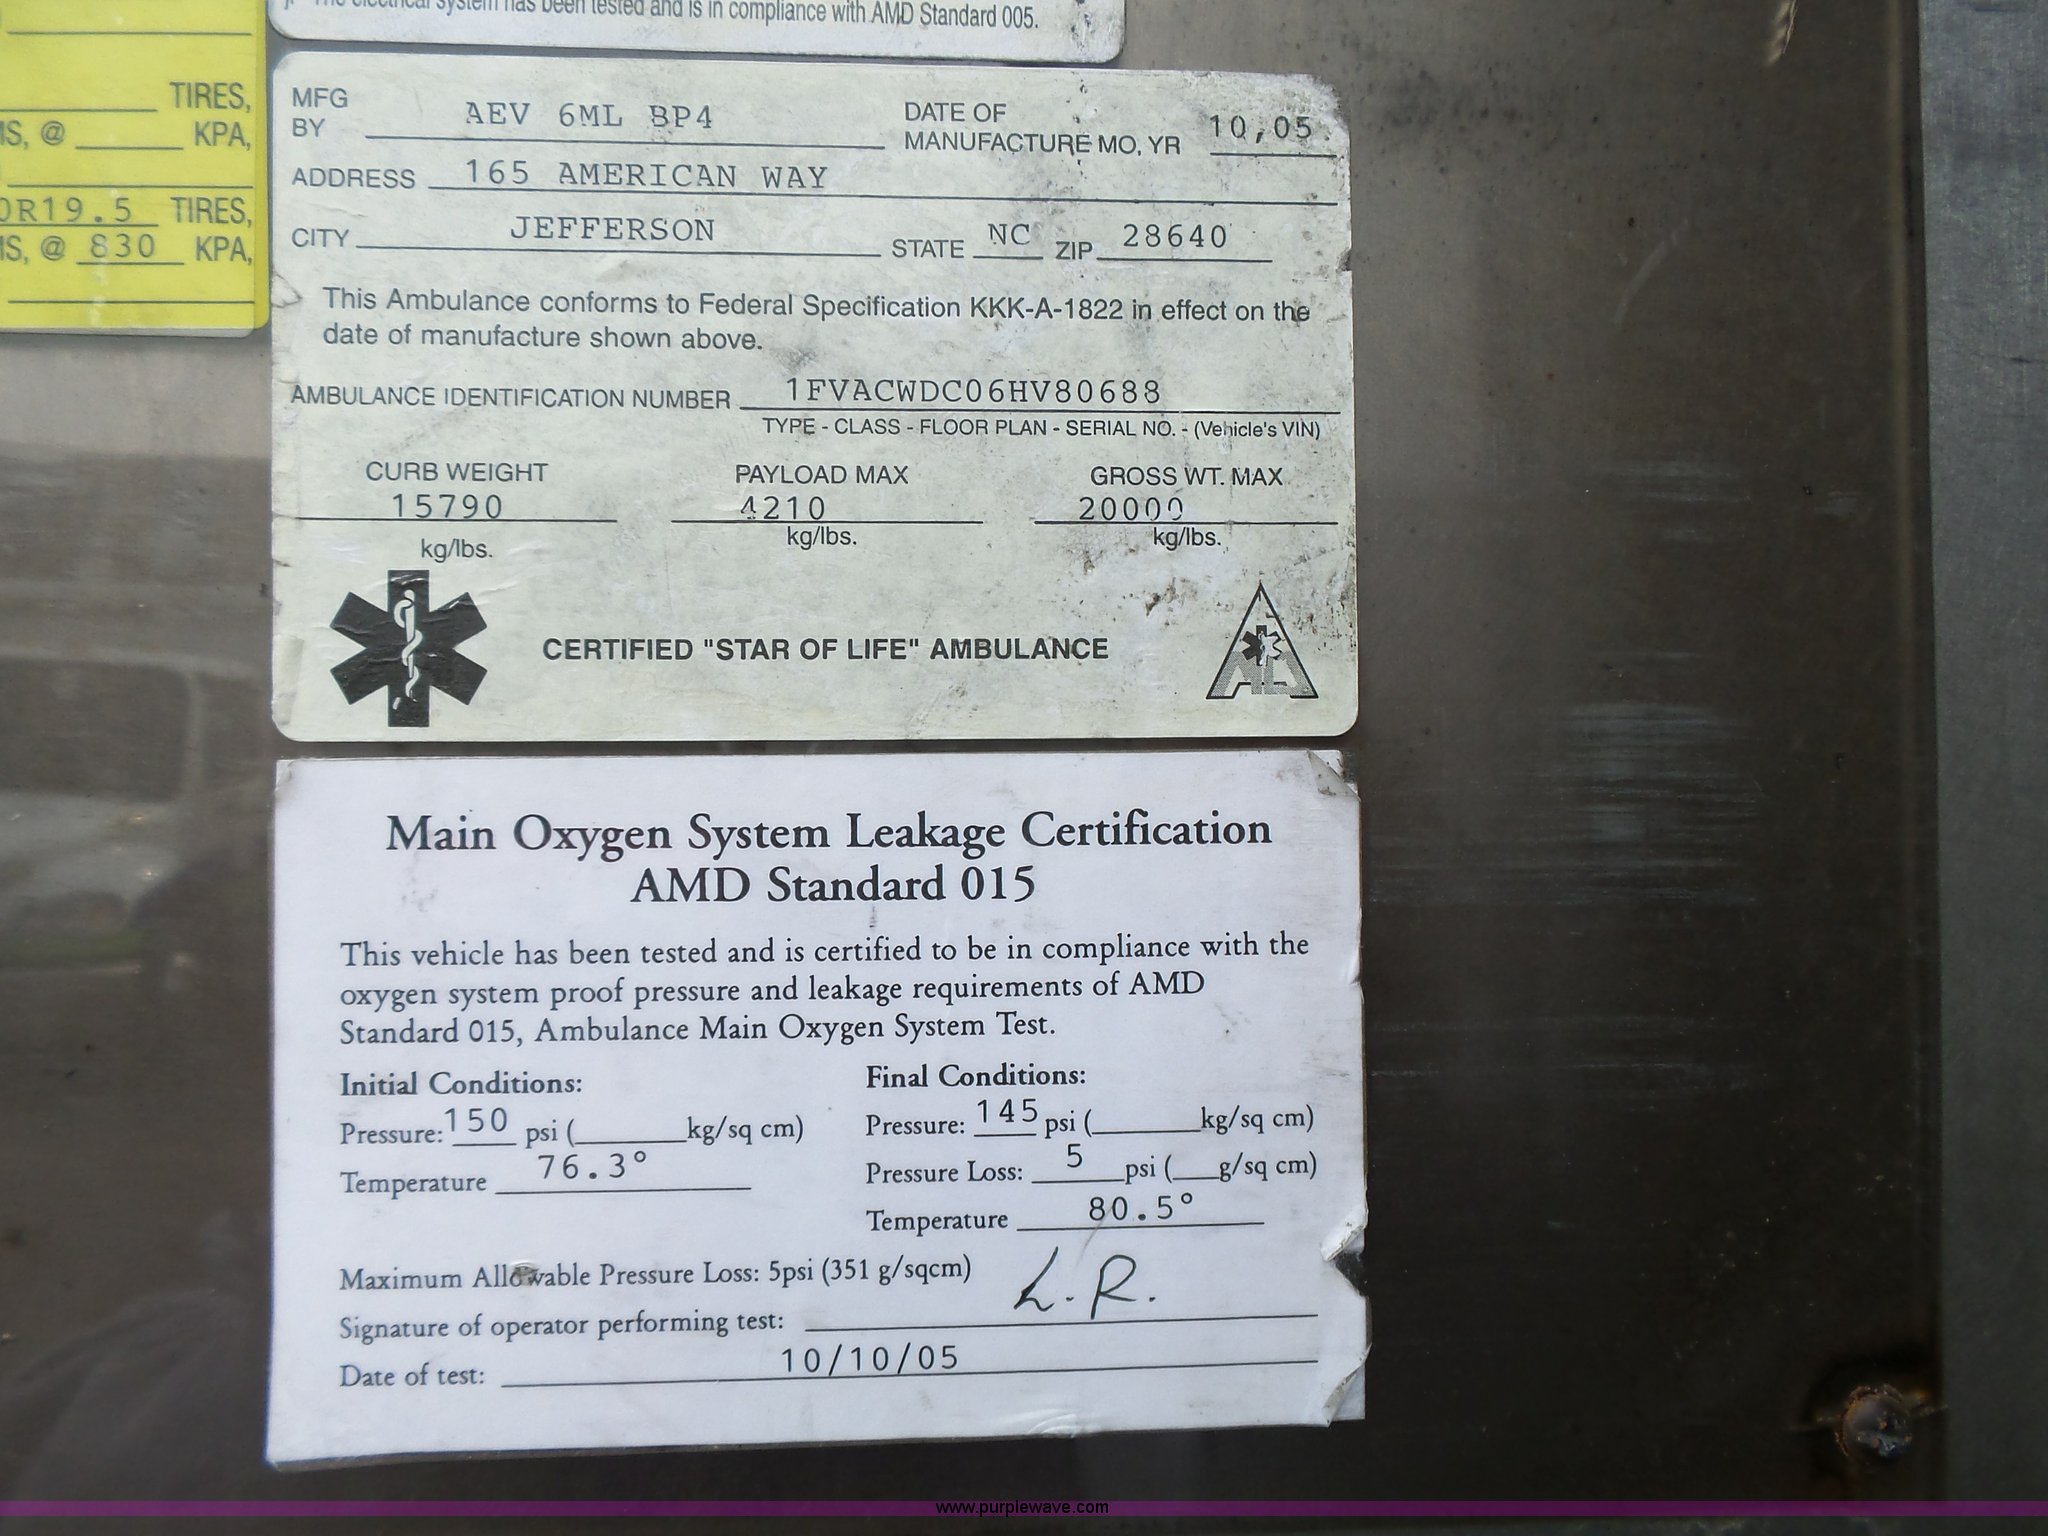 The electrical system has been tested and is in compliance with AMD Standard 005.
TIRES,
@ KPA,
0R19.5 TIRES,
@ 830 KPA,
MFG BY AEV 6ML BP4 DATE OF MANUFACTURE MO, YR 10,05
ADDRESS 165 AMERICAN WAY
CITY JEFFERSON STATE NC ZIP 28640
This Ambulance conforms to Federal Specification KKK-A-1822 in effect on the
date of manufacture shown above.
AMBULANCE IDENTIFICATION NUMBER 1FVACWDC06HV80688
TYPE - CLASS - FLOOR PLAN - SERIAL NO. - (Vehicle's VIN)
CURB WEIGHT PAYLOAD MAX GROSS WT. MAX
15790 4210 20000
kg/lbs. kg/lbs. kg/lbs.
CERTIFIED "STAR OF LIFE" AMBULANCE
Main Oxygen System Leakage Certification
AMD Standard 015
This vehicle has been tested and is certified to be in compliance with the
oxygen system proof pressure and leakage requirements of AMD
Standard 015, Ambulance Main Oxygen System Test.
Initial Conditions: Final Conditions:
Pressure: 150 psi ( kg/sq cm) Pressure: 145 psi ( kg/sq cm)
Temperature 76.3° Pressure Loss: 5 psi ( g/sq cm)
Temperature 80.5°
Maximum Allowable Pressure Loss: 5psi (351 g/sqcm)
Signature of operator performing test: L.R.
Date of test: 10/10/05
www.purplewave.com